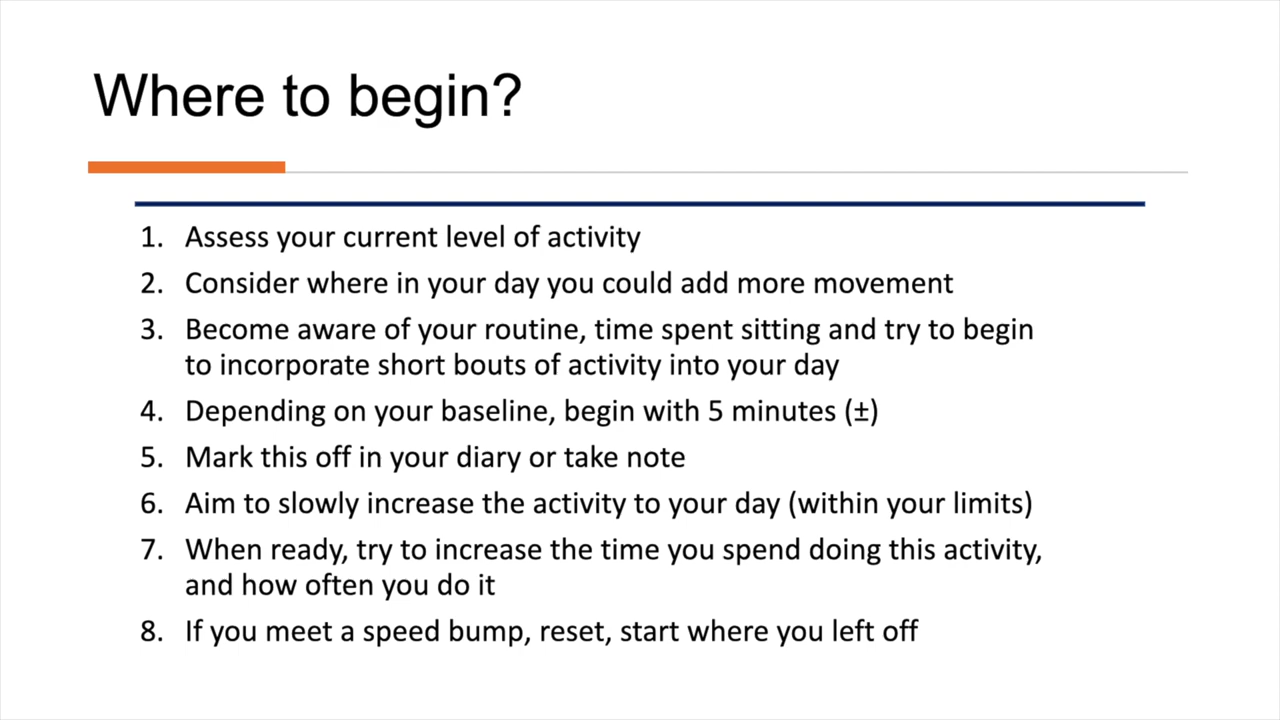 Where to begin?
1. Assess your current level of activity
2. Consider where in your day you could add more movement
3. Become aware of your routine, time spent sitting and try to begin
to incorporate short bouts of activity into your day
4. Depending on your baseline, begin with 5 minutes (±)
5. Mark this off in your diary or take note
6. Aim to slowly increase the activity to your day (within your limits)
7. When ready, try to increase the time you spend doing this activity,
and how often you do it
8. If you meet a speed bump, reset, start where you left off